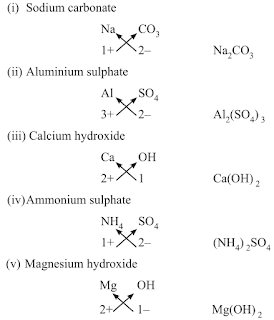 (i) Sodium carbonate
Na CO₃
1+ 2– Na₂CO₃
(ii) Aluminium sulphate
Al SO₄
3+ 2– Al₂(SO₄)₃
(iii) Calcium hydroxide
Ca OH
2+ 1 Ca(OH)₂
(iv) Ammonium sulphate
NH₄ SO₄
1+ 2– (NH₄)₂SO₄
(v) Magnesium hydroxide
Mg OH
2+ 1– Mg(OH)₂